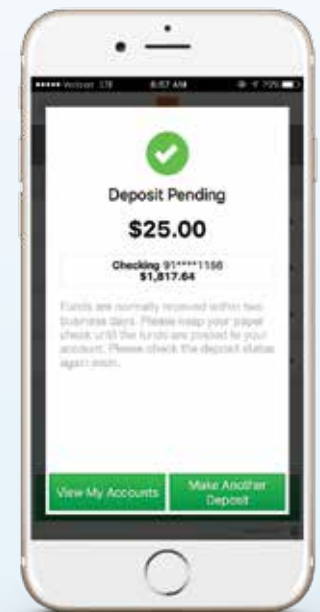 Verizon LTE 8:57 AM
Deposit Pending
$25.00
Checking 91****1156
$1,817.64
Funds are normally received within two
business days. Please keep your paper
check until the funds are posted to your
account. Please check the deposit status
again soon.
View My Accounts
Make Another
Deposit